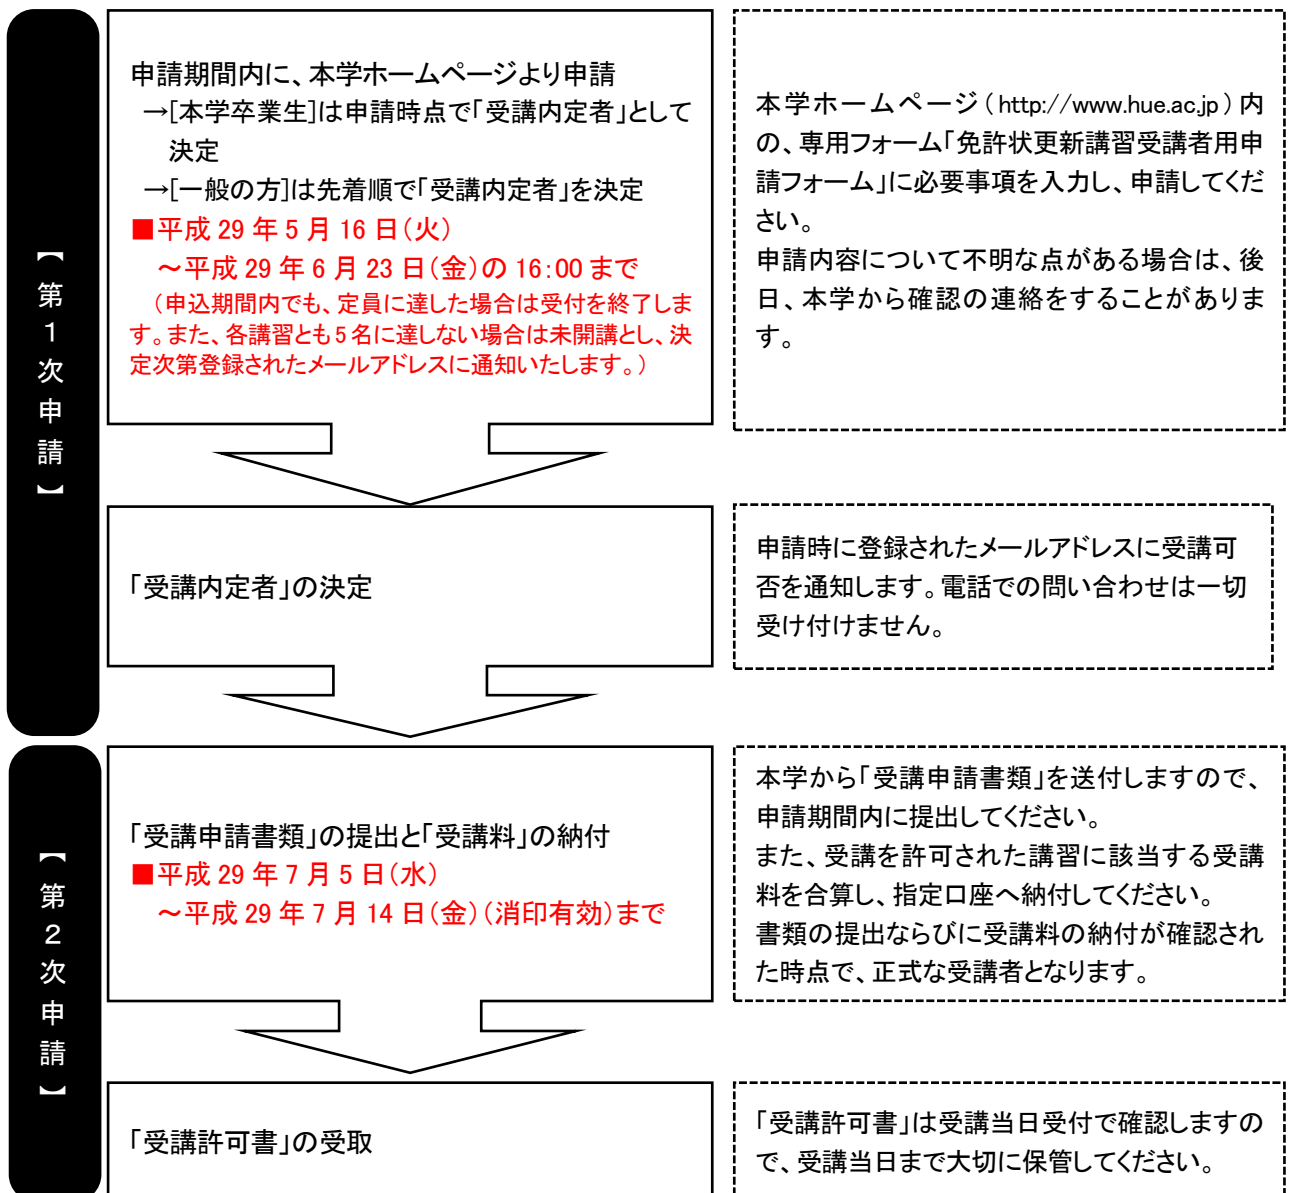 【第1次申請】
申請期間内に、本学ホームページより申請
→[本学卒業生]は申請時点で「受講内定者」として
決定
→[一般の方]は先着順で「受講内定者」を決定
■平成 29 年 5 月 16 日(火)
~平成 29 年 6 月 23 日(金)の 16:00 まで
(申込期間内でも、定員に達した場合は受付を終了しま
す。また、各講習とも 5 名に達しない場合は未開講とし、決
定次第登録されたメールアドレスに通知いたします。)
本学ホームページ(http://www.hue.ac.jp)内
の、専用フォーム「免許状更新講習受講者用申
請フォーム」に必要事項を入力し、申請してくだ
さい。
申請内容について不明な点がある場合は、後
日、本学から確認の連絡をすることがありま
す。
「受講内定者」の決定
申請時に登録されたメールアドレスに受講可
否を通知します。電話での問い合わせは一切
受け付けません。
【第2次申請】
「受講申請書類」の提出と「受講料」の納付
■平成 29 年 7 月 5 日(水)
~平成 29 年 7 月 14 日(金)(消印有効)まで
本学から「受講申請書類」を送付しますので、
申請期間内に提出してください。
また、受講を許可された講習に該当する受講
料を合算し、指定口座へ納付してください。
書類の提出ならびに受講料の納付が確認され
た時点で、正式な受講者となります。
「受講許可書」の受取
「受講許可書」は受講当日受付で確認しますの
で、受講当日まで大切に保管してください。